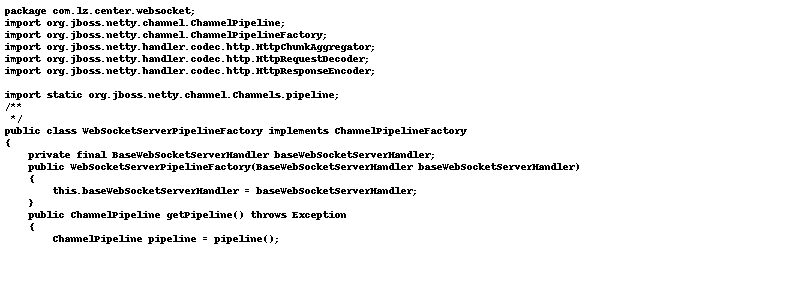 package com.lz.center.websocket;
import org.jboss.netty.channel.ChannelPipeline;
import org.jboss.netty.channel.ChannelPipelineFactory;
import org.jboss.netty.handler.codec.http.HttpChunkAggregator;
import org.jboss.netty.handler.codec.http.HttpRequestDecoder;
import org.jboss.netty.handler.codec.http.HttpResponseEncoder;

import static org.jboss.netty.channel.Channels.pipeline;
/**
 */
public class WebSocketServerPipelineFactory implements ChannelPipelineFactory
{
    private final BaseWebSocketServerHandler baseWebSocketServerHandler;
    public WebSocketServerPipelineFactory(BaseWebSocketServerHandler baseWebSocketServerHandler)
    {
        this.baseWebSocketServerHandler = baseWebSocketServerHandler;
    }
    public ChannelPipeline getPipeline() throws Exception
    {
        ChannelPipeline pipeline = pipeline();